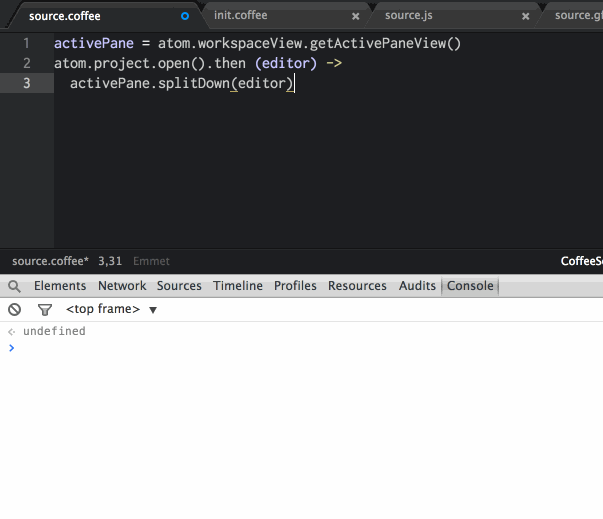 source.coffee init.coffee source.js source.g
1 activePane = atom.workspaceView.getActivePaneView()
2 atom.project.open().then (editor) ->
3 activePane.splitDown(editor)
source.coffee* 3,31 Emmet CoffeeS
Elements Network Sources Timeline Profiles Resources Audits Console
<top frame> ▼
undefined